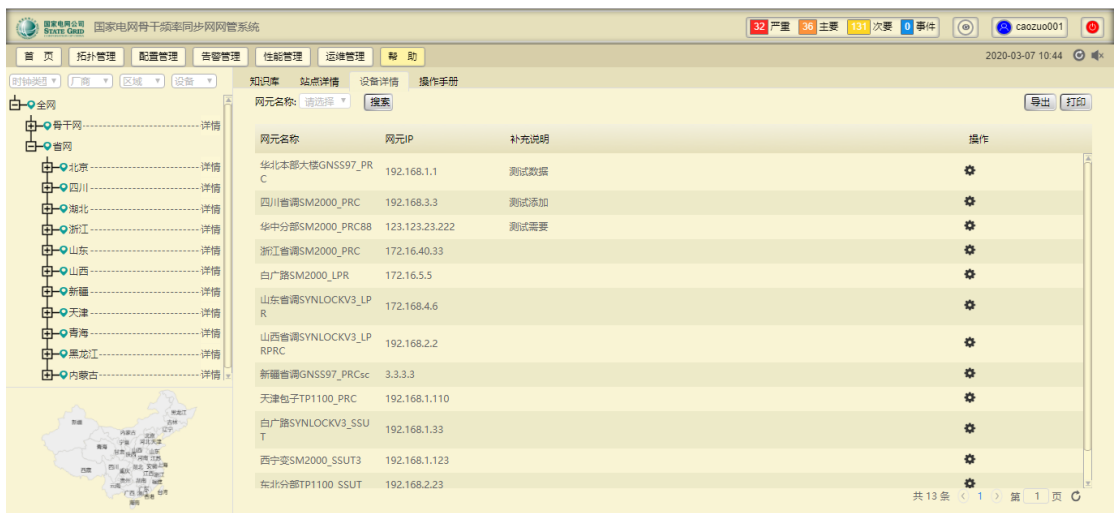 国家电网公司 国家电网骨干频率同步网网管系统 32 严重 36 主要 131 次要 0 事件 caozuo001
STATE GRID
首 页 拓扑管理 配置管理 告警管理 性能管理 运维管理 帮 助 2020-03-07 10:44
时钟类型 厂商 区域 设备 知识库 站点详情 设备详情 操作手册
全网 网元名称: 请选择 搜索 导出 打印
骨干网 详情
省网
北京 详情
四川 详情
湖北 详情
浙江 详情
山东 详情
山西 详情
新疆 详情
天津 详情
青海 详情
黑龙江 详情
内蒙古 详情
网元名称 网元IP 补充说明 操作
华北本部大楼GNSS97_PR
C 192.168.1.1 测试数据
四川省调SM2000_PRC 192.168.3.3 测试添加
华中分部SM2000_PRC88 123.123.23.222 测试需要
浙江省调SM2000_PRC 172.16.40.33
白广路SM2000_LPR 172.16.5.5
山东省调SYNLOCKV3_LP
R 172.168.4.6
山西省调SYNLOCKV3_LP
RPRC 192.168.2.2
新疆省调GNSS97_PRCsc 3.3.3.3
天津包子TP1100_PRC 192.168.1.110
白广路SYNLOCKV3_SSU
T 192.168.1.33
西宁变SM2000_SSUT3 192.168.1.123
东北分部TP1100_SSUT 192.168.2.23
共 13 条 1 第 1 页
黑龙江
新疆 吉林
辽宁
青海
西藏